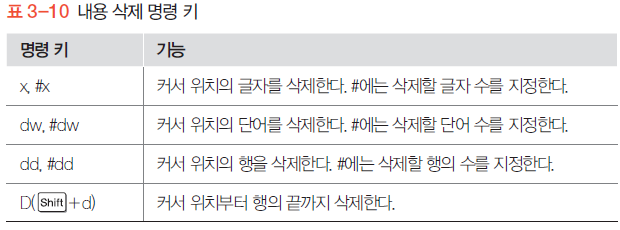 표 3-10 내용 삭제 명령 키
명령 키 기능
x, #x 커서 위치의 글자를 삭제한다. #에는 삭제할 글자 수를 지정한다.
dw, #dw 커서 위치의 단어를 삭제한다. #에는 삭제할 단어 수를 지정한다.
dd, #dd 커서 위치의 행을 삭제한다. #에는 삭제할 행의 수를 지정한다.
D(Shift+d) 커서 위치부터 행의 끝까지 삭제한다.